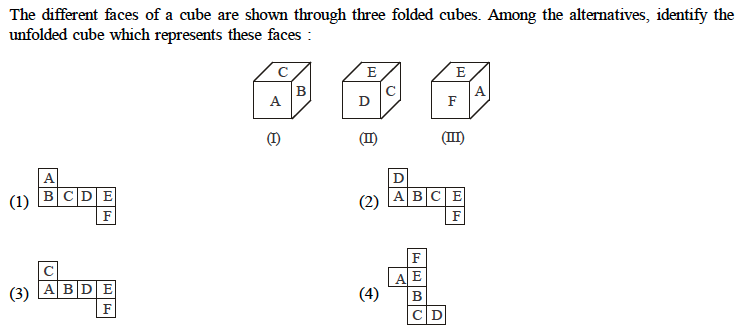 The different faces of a cube are shown through three folded cubes. Among the alternatives, identify the
unfolded cube which represents these faces :
C
A B
E
D C
E
F A
(I) (II) (III)
(1)
A
B C D E
F
(2)
D
A B C E
F
(3)
C
A B D E
F
(4)
F
A E
B
C D